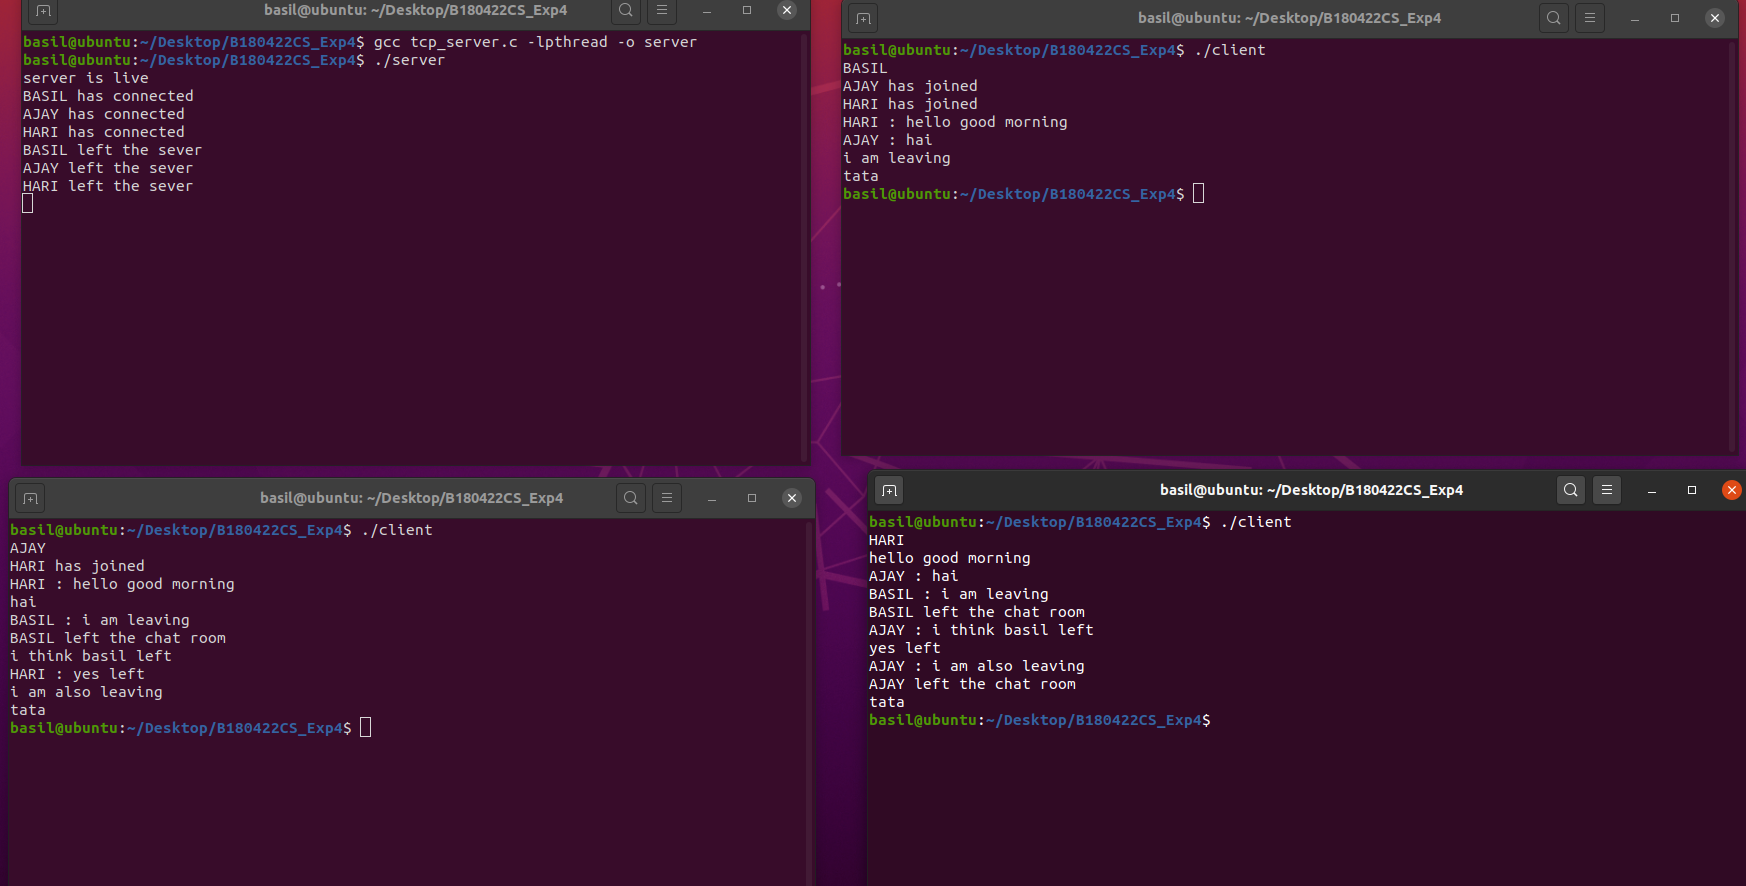 basil@ubuntu: ~/Desktop/B180422CS_Exp4
basil@ubuntu:~/Desktop/B180422CS_Exp4$ gcc tcp_server.c -lpthread -o server
basil@ubuntu:~/Desktop/B180422CS_Exp4$ ./server
server is live
BASIL has connected
AJAY has connected
HARI has connected
BASIL left the sever
AJAY left the sever
HARI left the sever
basil@ubuntu: ~/Desktop/B180422CS_Exp4
basil@ubuntu:~/Desktop/B180422CS_Exp4$ ./client
BASIL
AJAY has joined
HARI has joined
HARI : hello good morning
AJAY : hai
i am leaving
tata
basil@ubuntu:~/Desktop/B180422CS_Exp4$
basil@ubuntu: ~/Desktop/B180422CS_Exp4
basil@ubuntu:~/Desktop/B180422CS_Exp4$ ./client
AJAY
HARI has joined
HARI : hello good morning
hai
BASIL : i am leaving
BASIL left the chat room
i think basil left
HARI : yes left
i am also leaving
tata
basil@ubuntu:~/Desktop/B180422CS_Exp4$
basil@ubuntu: ~/Desktop/B180422CS_Exp4
basil@ubuntu:~/Desktop/B180422CS_Exp4$ ./client
HARI
hello good morning
AJAY : hai
BASIL : i am leaving
BASIL left the chat room
AJAY : i think basil left
yes left
AJAY : i am also leaving
AJAY left the chat room
tata
basil@ubuntu:~/Desktop/B180422CS_Exp4$